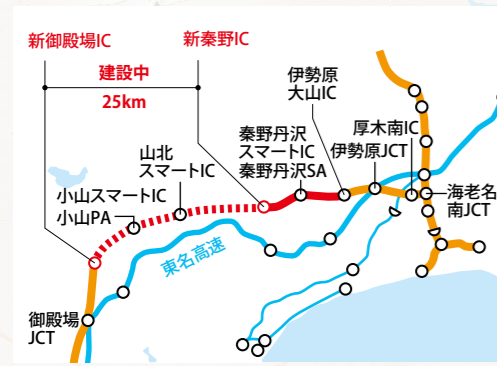 新御殿場IC
新秦野IC
建設中
25km
伊勢原
大山IC
秦野丹沢
スマートIC
秦野丹沢SA
厚木南IC
伊勢原JCT
山北
スマートIC
小山スマートIC
小山PA
海老名
南JCT
東名高速
御殿場
JCT